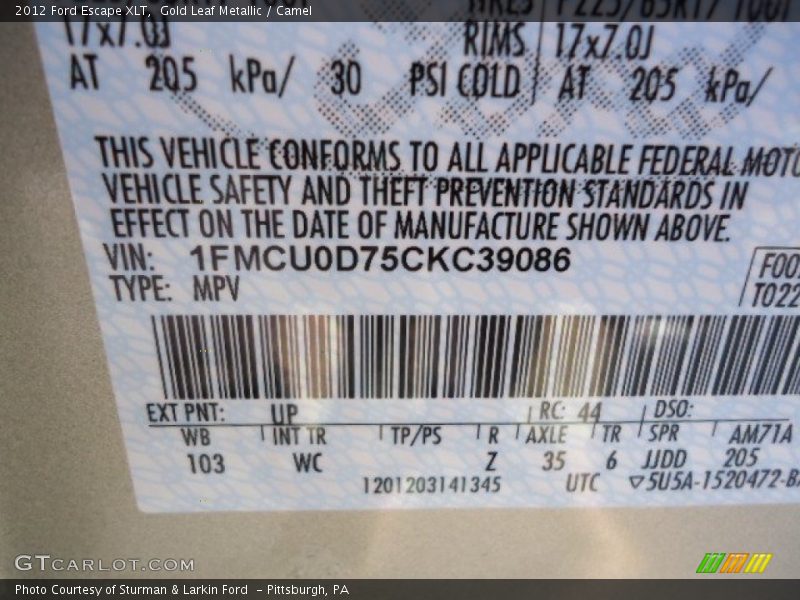 2012 Ford Escape XLT, Gold Leaf Metallic / Camel
17x7.0J RIMS 17x7.0J
AT 205 kPa/ 30 PSI COLD AT 205 kPa/
THIS VEHICLE CONFORMS TO ALL APPLICABLE FEDERAL MOTO
VEHICLE SAFETY AND THEFT PREVENTION STANDARDS IN
EFFECT ON THE DATE OF MANUFACTURE SHOWN ABOVE.
VIN: 1FMCU0D75CKC39086
TYPE: MPV
F00
T022
EXT PNT: UP RC: 44 DSO:
WB INT TR TP/PS R AXLE TR SPR AM71A
103 WC Z 35 6 JJDD 205
1201203141345 UTC ▽5U5A-1520472-B
GTCARLOT.COM
Photo Courtesy of Sturman & Larkin Ford - Pittsburgh, PA